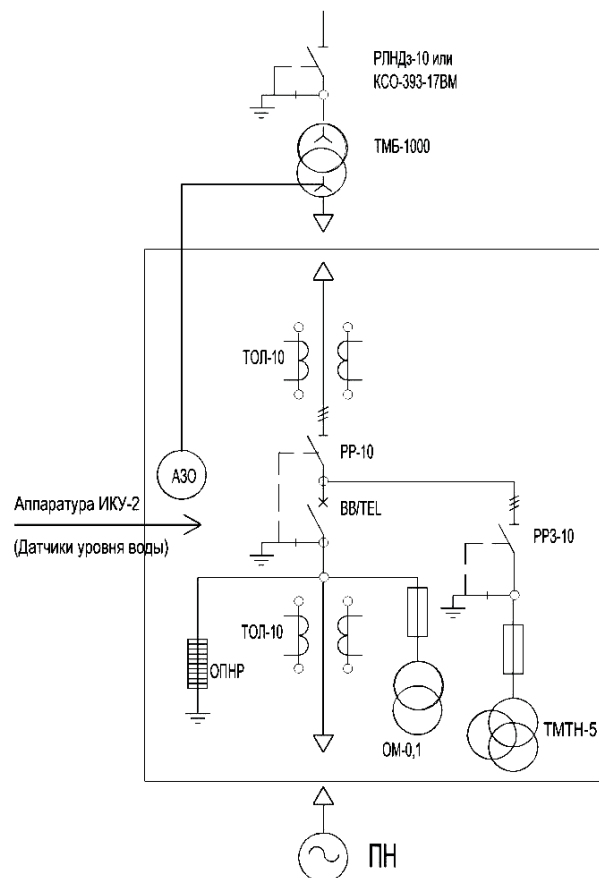 РЛНДз-10 или
КСО-393-17ВМ
ТМБ-1000
ТОЛ-10
РР-10
АЗО
Аппаратура ИКУ-2
(Датчики уровня воды)
ВВ/TEL
РРЗ-10
ТОЛ-10
ОПНР
ОМ-0,1
ТМТН-5
ПН